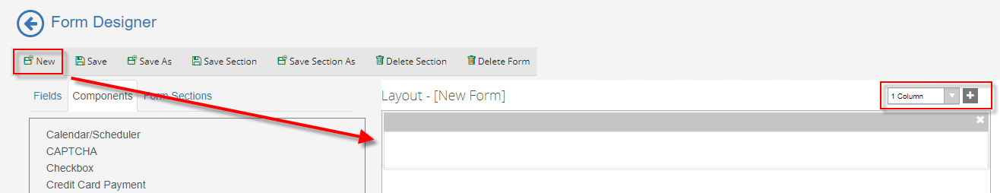 Form Designer
New Save Save As Save Section Save Section As Delete Section Delete Form
Fields Components Form Sections
Layout - [New Form]
1 Column
Calendar/Scheduler
CAPTCHA
Checkbox
Credit Card Payment